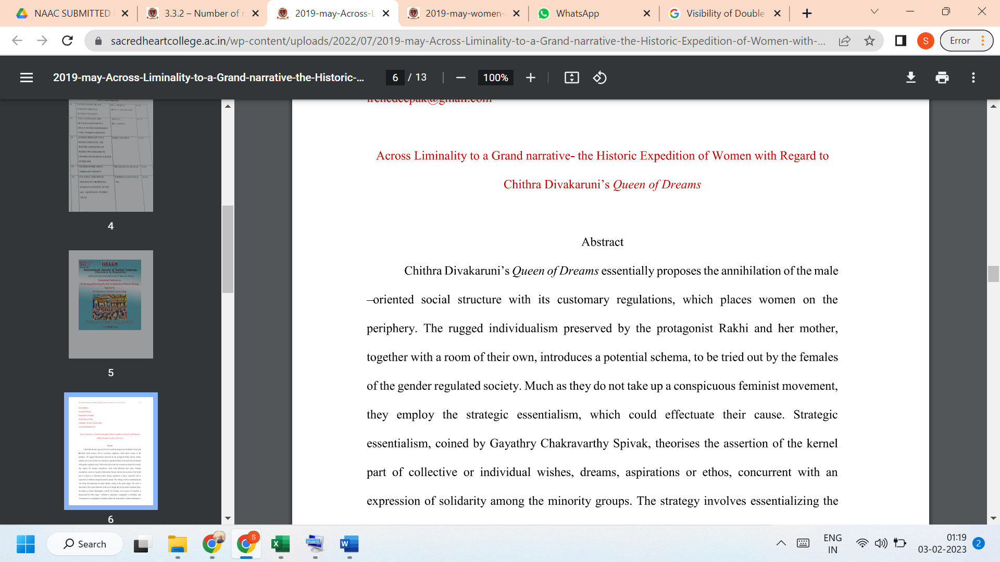 NAAC SUBMITTED
3.3.2 – Number of r
2019-may-Across-L
2019-may-women-
WhatsApp
Visibility of Double
sacredheartcollege.ac.in/wp-content/uploads/2022/07/2019-may-Across-Liminality-to-a-Grand-narrative-the-Historic-Expedition-of-Women-with-...
S
Error
2019-may-Across-Liminality-to-a-Grand-narrative-the-Historic-...
6 / 13
100%
4
IJELLH
International Journal of English Language,
5
6
irenedeepak@gmail.com
Across Liminality to a Grand narrative- the Historic Expedition of Women with Regard to
Chithra Divakaruni's Queen of Dreams
Abstract
Chithra Divakaruni's Queen of Dreams essentially proposes the annihilation of the male
–oriented social structure with its customary regulations, which places women on the
periphery. The rugged individualism preserved by the protagonist Rakhi and her mother,
together with a room of their own, introduces a potential schema, to be tried out by the females
of the gender regulated society. Much as they do not take up a conspicuous feminist movement,
they employ the strategic essentialism, which could effectuate their cause. Strategic
essentialism, coined by Gayathry Chakravarthy Spivak, theorises the assertion of the kernel
part of collective or individual wishes, dreams, aspirations or ethos, concurrent with an
expression of solidarity among the minority groups. The strategy involves essentializing the
Search
S
ENG
IN
01:19
03-02-2023
2